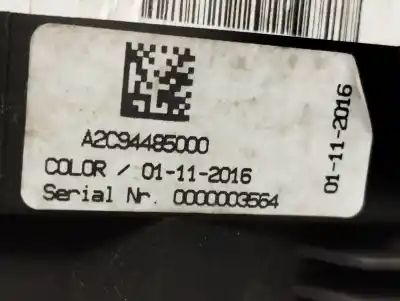 A2C94485000
COLOR / 01-11-2016
Serial Nr. 0000003564
01-11-2016